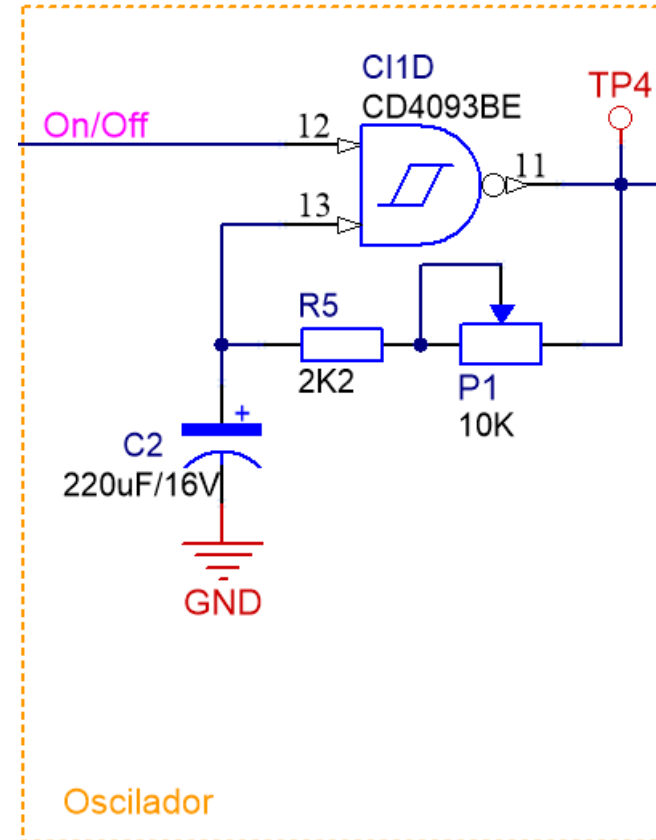 CI1D
CD4093BE
TP4
On/Off
12
11
13
R5
2K2
P1
10K
+
C2
220uF/16V
GND
Oscilador